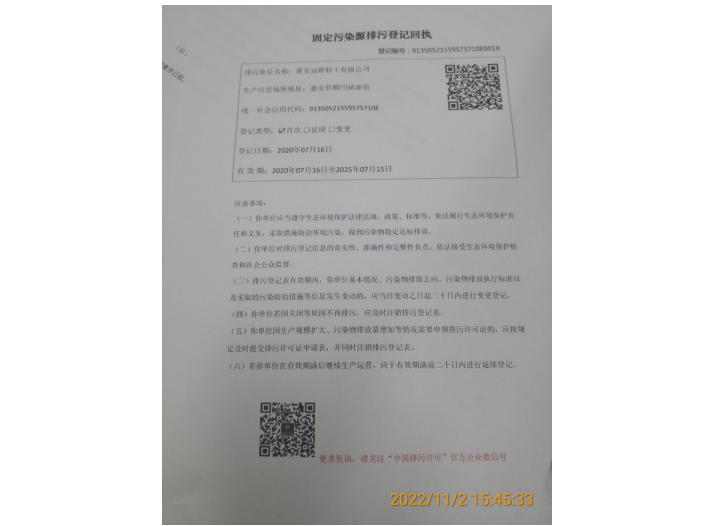 固定污染源排污登记回执
登记编号：91350521559575710E001X
排污单位名称：惠安冠辉轻工有限公司
生产经营场所地址：惠安县辋川镇新街
统一社会信用代码：91350521559575710E
登记类型：☑首次 □延续 □变更
登记日期：2020年07月16日
有 效 期：2020年07月16日至2025年07月15日
注意事项：
（一）你单位应当遵守生态环境保护法律法规、政策、标准等，依法履行生态环境保护责
任和义务，采取措施防治环境污染，做到污染物稳定达标排放。
（二）你单位对排污登记信息的真实性、准确性和完整性负责，依法接受生态环境保护检
查和社会公众监督。
（三）排污登记表有效期内，你单位基本情况、污染物排放去向、污染物排放执行标准以
及采取的污染防治措施等信息发生变动的，应当自变动之日起二十日内进行变更登记。
（四）你单位若因关闭等原因不再排污，应及时注销排污登记表。
（五）你单位因生产规模扩大、污染物排放量增加等情况需要申领排污许可证的，应按规
定及时提交排污许可证申请表，并同时注销排污登记表。
（六）若你单位在有效期满后继续生产运营，应于有效期满前二十日内进行延续登记。
更多资讯，请关注“中国排污许可”官方公众微信号
2022/11/2 15:45:33